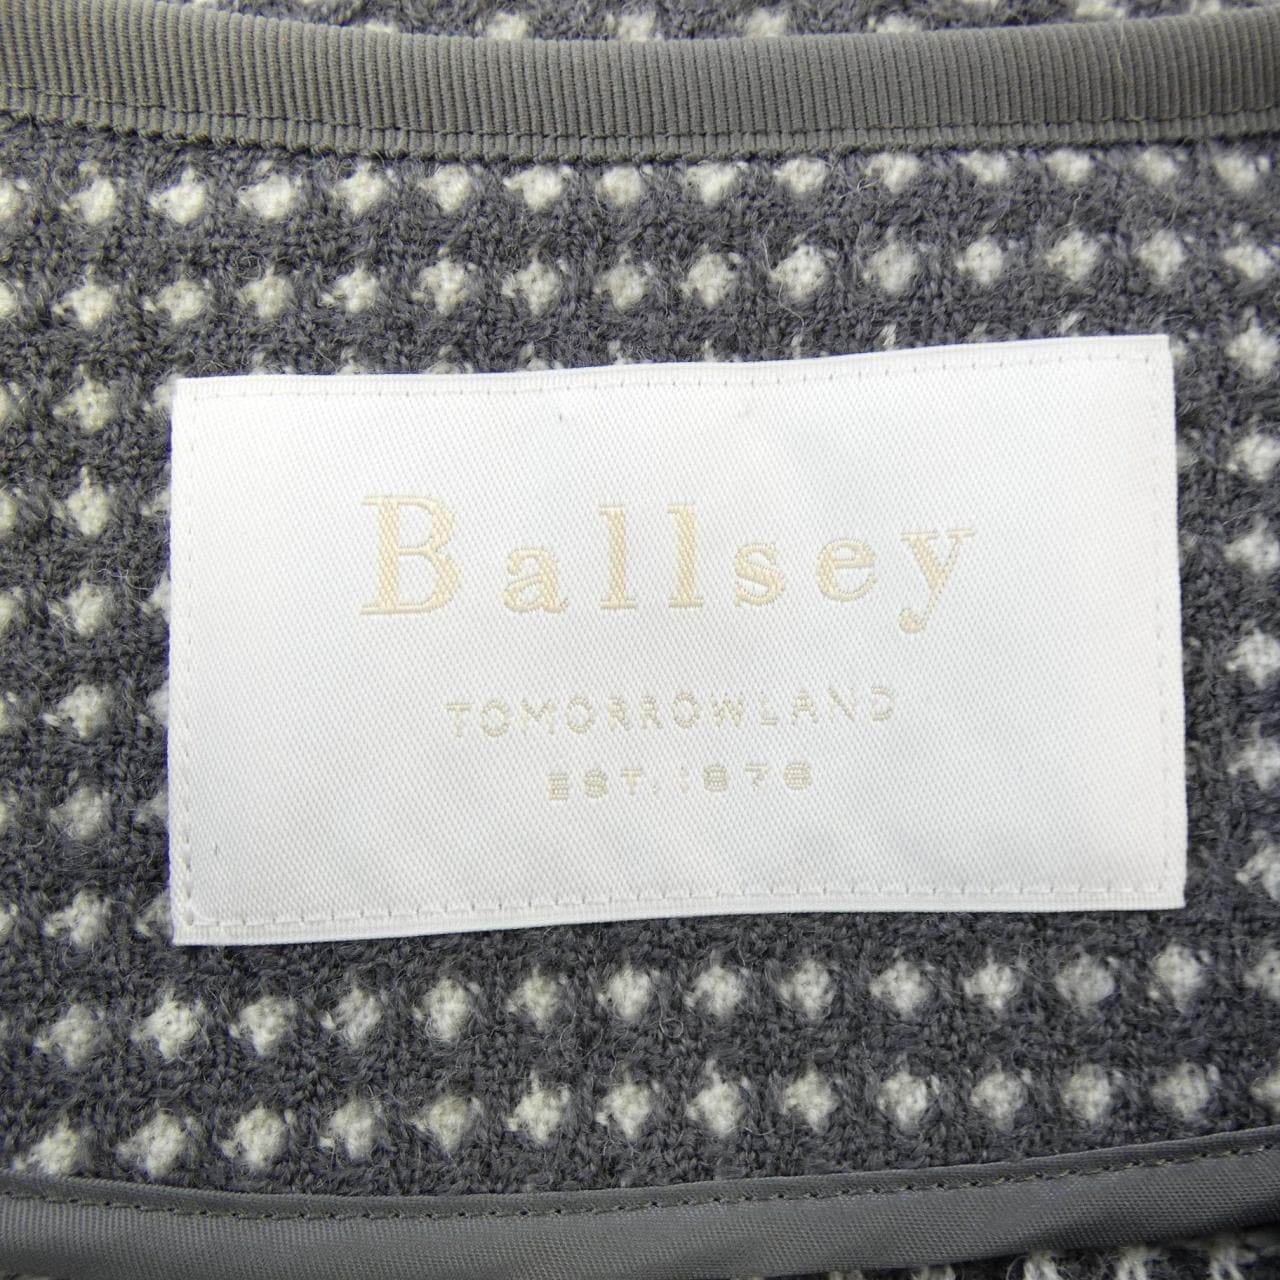 Ballsey
TOMORROWLAND
EST. 1978